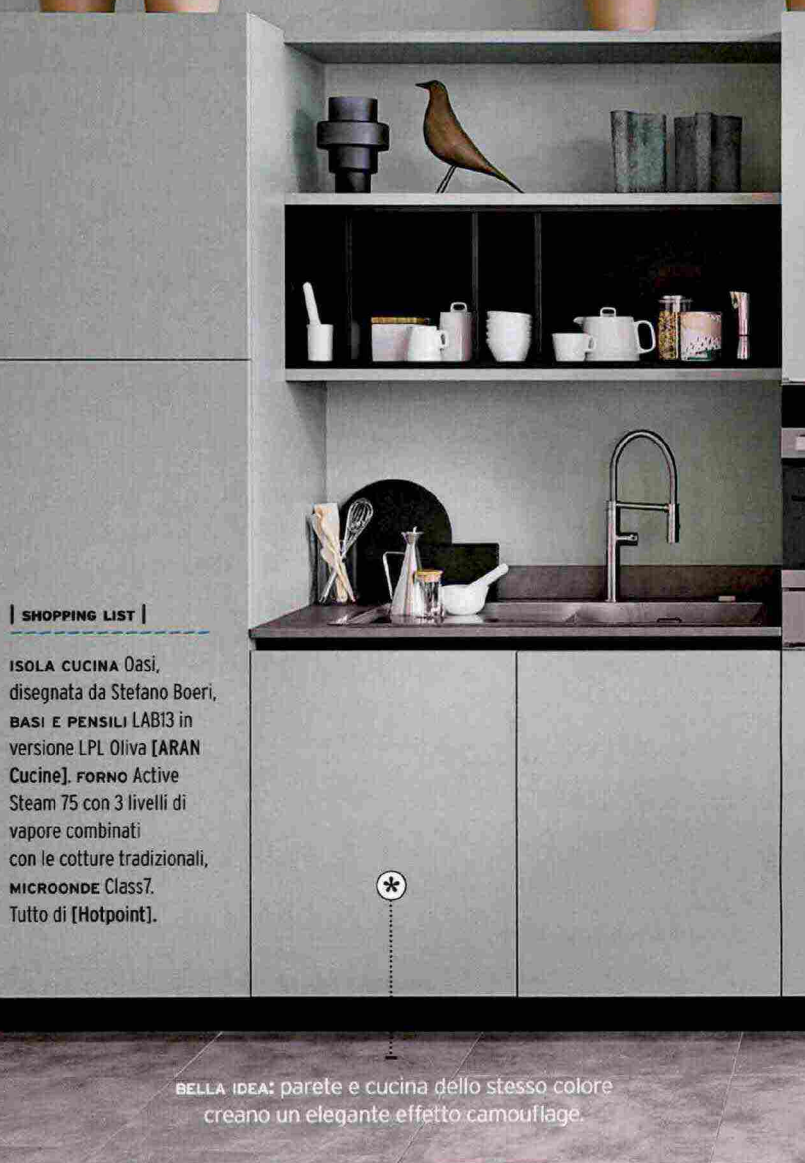 | SHOPPING LIST |
ISOLA CUCINA Oasi,
disegnata da Stefano Boeri,
BASI E PENSILI LAB13 in
versione LPL Oliva [ARAN
Cucine]. FORNO Active
Steam 75 con 3 livelli di
vapore combinati
con le cotture tradizionali,
MICROONDE Class7.
Tutto di [Hotpoint].
*
BELLA IDEA: parete e cucina dello stesso colore
creano un elegante effetto camouflage.